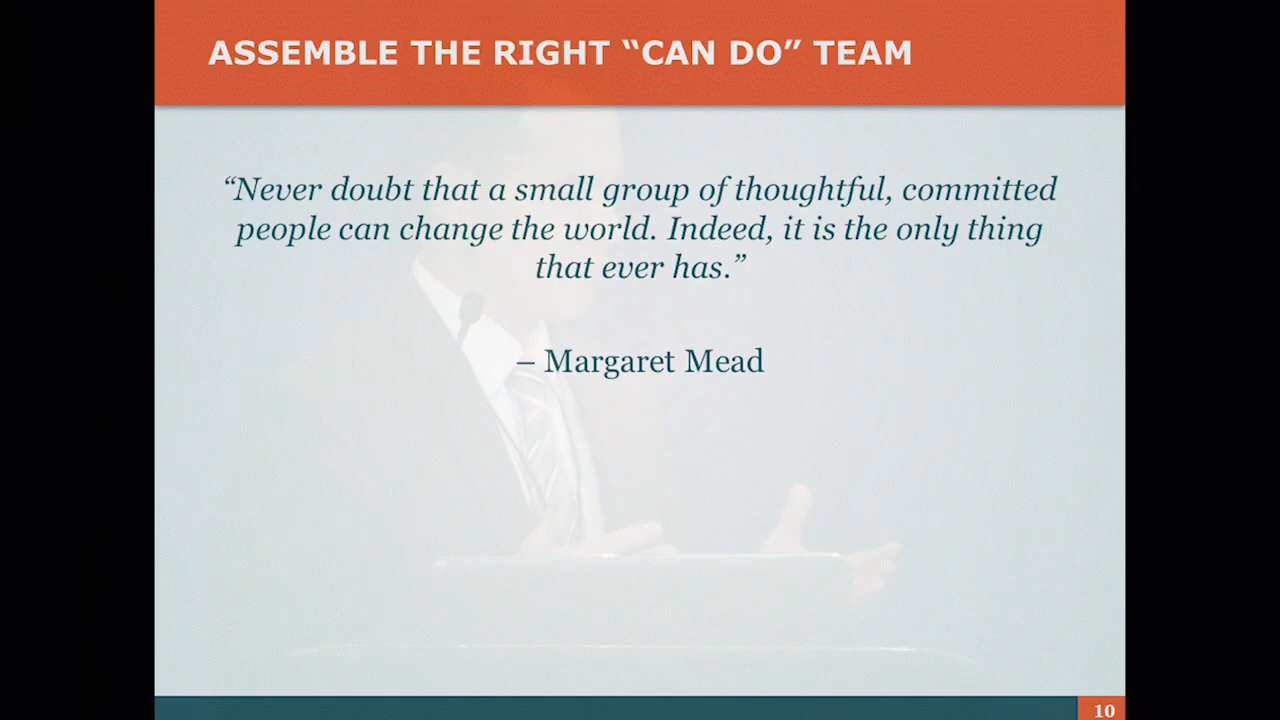 ASSEMBLE THE RIGHT “CAN DO” TEAM
“Never doubt that a small group of thoughtful, committed
people can change the world. Indeed, it is the only thing
that ever has.”
– Margaret Mead
10